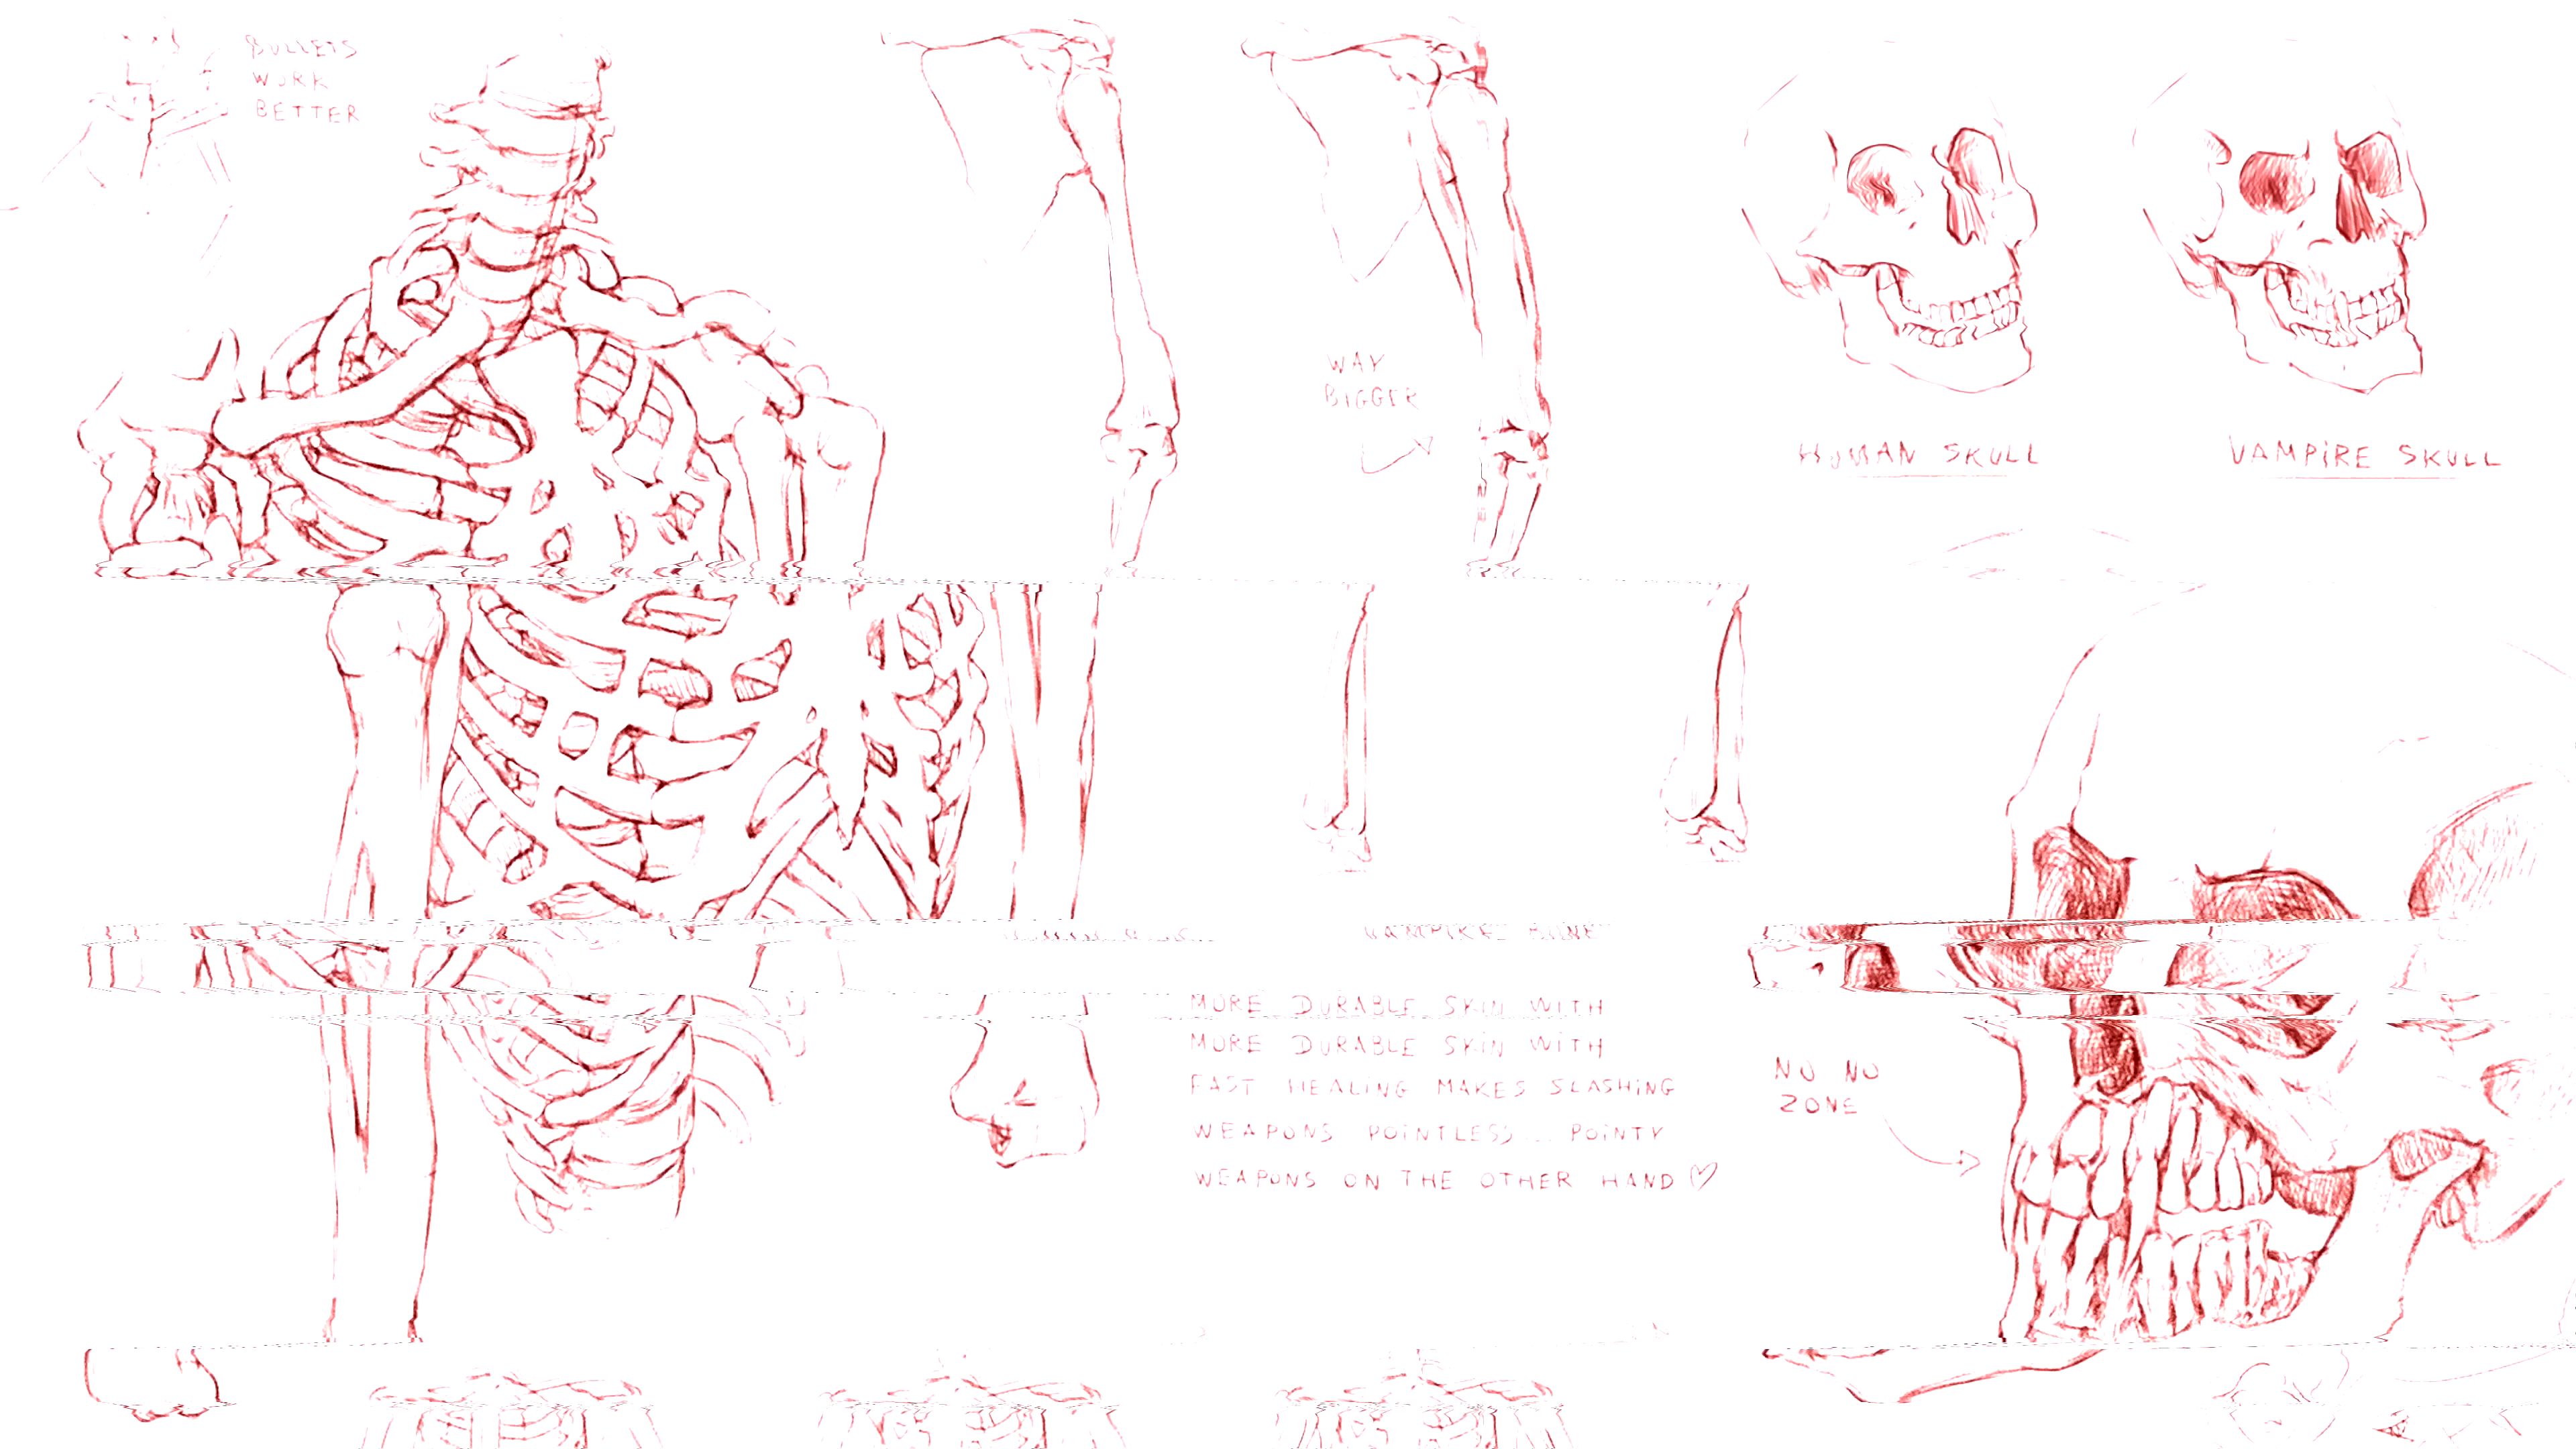 BULLETS
WORK
BETTER
WAY
BIGGER
HUMAN SKULL
VAMPIRE SKULL
VAMPIRE
MORE DURABLE SKIN WITH
MORE DURABLE SKIN WITH
FAST HEALING MAKES SLASHING
WEAPONS POINTLESS.. POINTY
WEAPONS ON THE OTHER HAND ♡
NO NO
ZONE